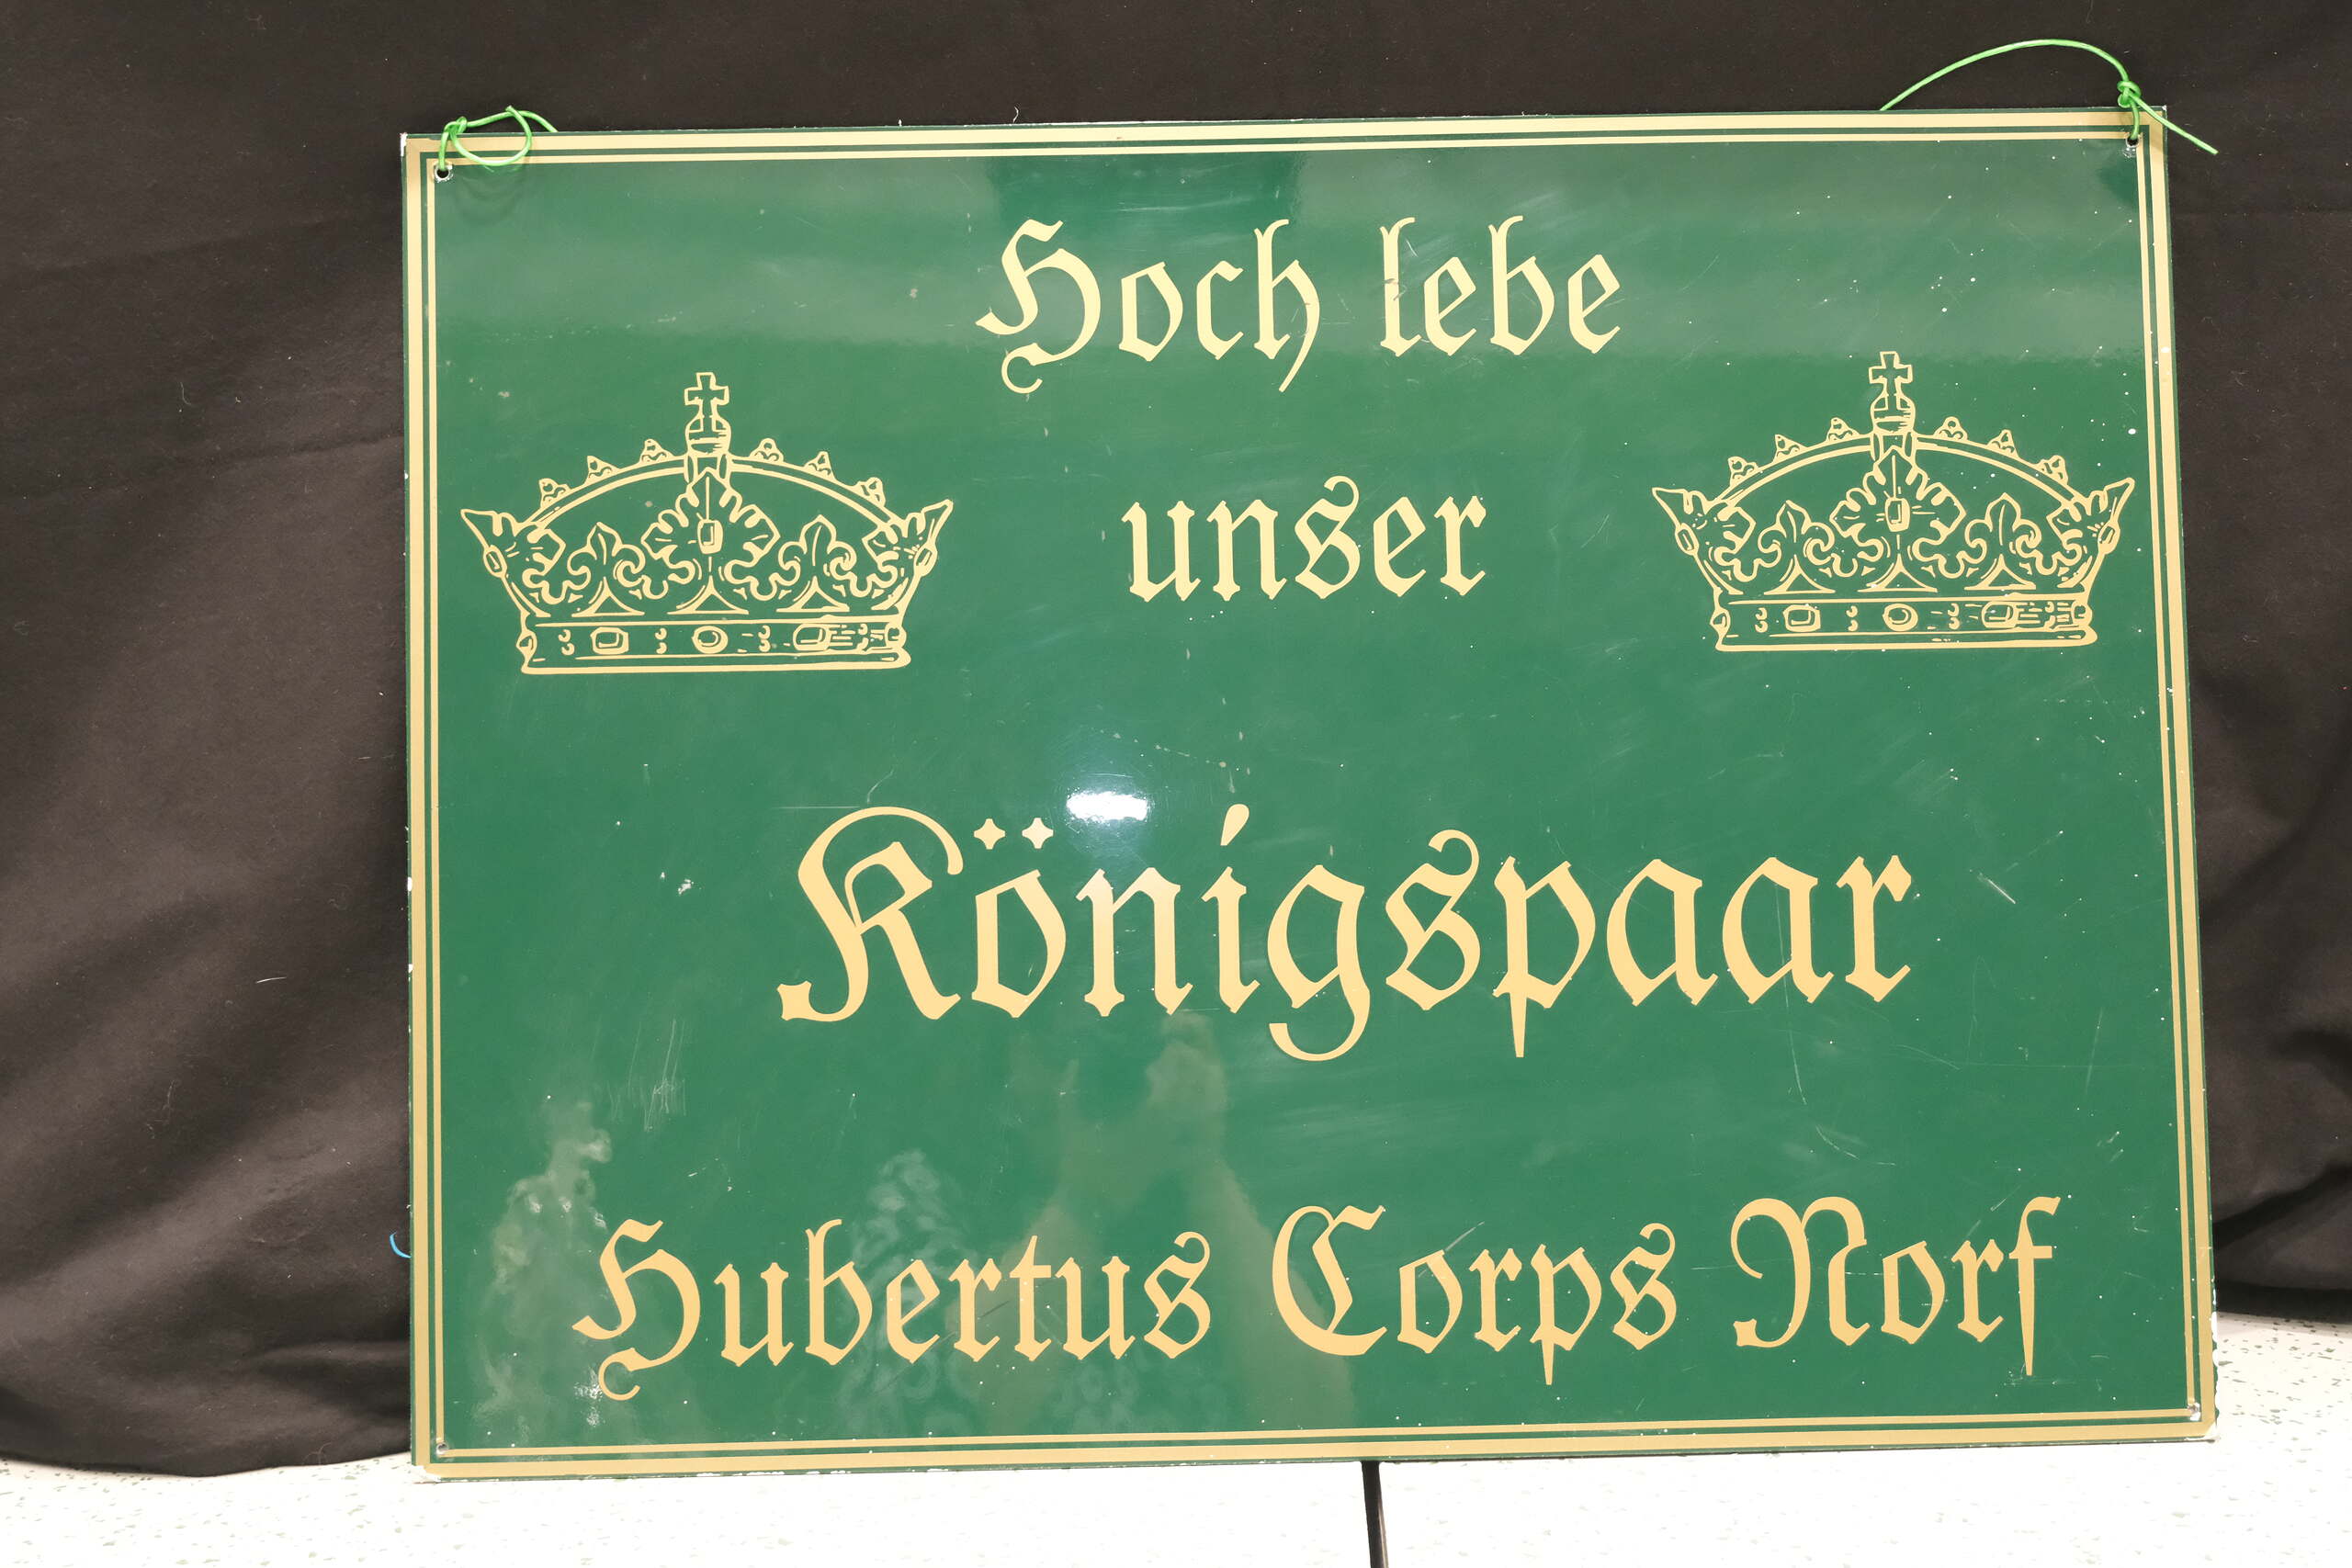 Hoch lebe
unser
Königspaar
Hubertus Corps Norf